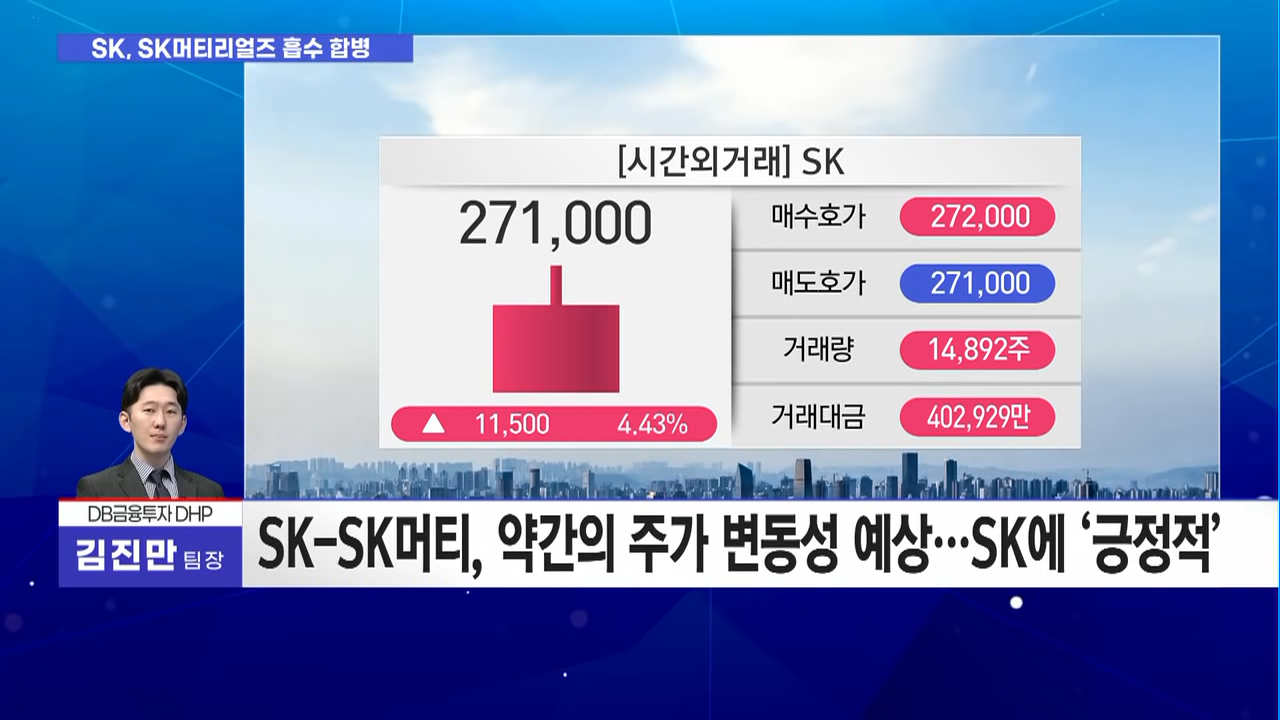 SK, SK머티리얼즈 흡수 합병
[시간외거래] SK
271,000
▲ 11,500 4.43%
매수호가 272,000
매도호가 271,000
거래량 14,892주
거래대금 402,929만
DB금융투자 DHP
김진만 팀장
SK-SK머티, 약간의 주가 변동성 예상…SK에 ‘긍정적’